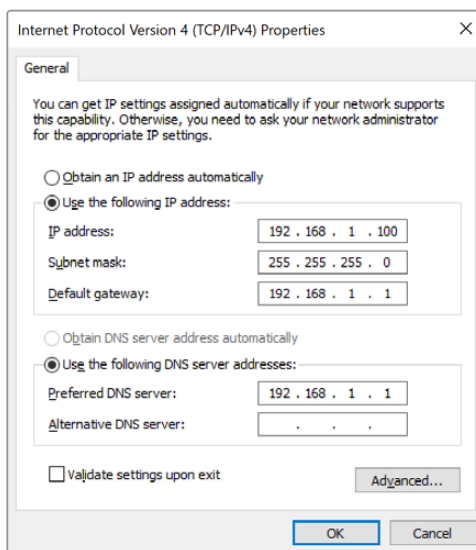 Internet Protocol Version 4 (TCP/IPv4) Properties
General
You can get IP settings assigned automatically if your network supports
this capability. Otherwise, you need to ask your network administrator
for the appropriate IP settings.
Obtain an IP address automatically
Use the following IP address:
IP address: 192 . 168 . 1 . 100
Subnet mask: 255 . 255 . 255 . 0
Default gateway: 192 . 168 . 1 . 1
Obtain DNS server address automatically
Use the following DNS server addresses:
Preferred DNS server: 192 . 168 . 1 . 1
Alternative DNS server: . . .
Validate settings upon exit
Advanced...
OK Cancel